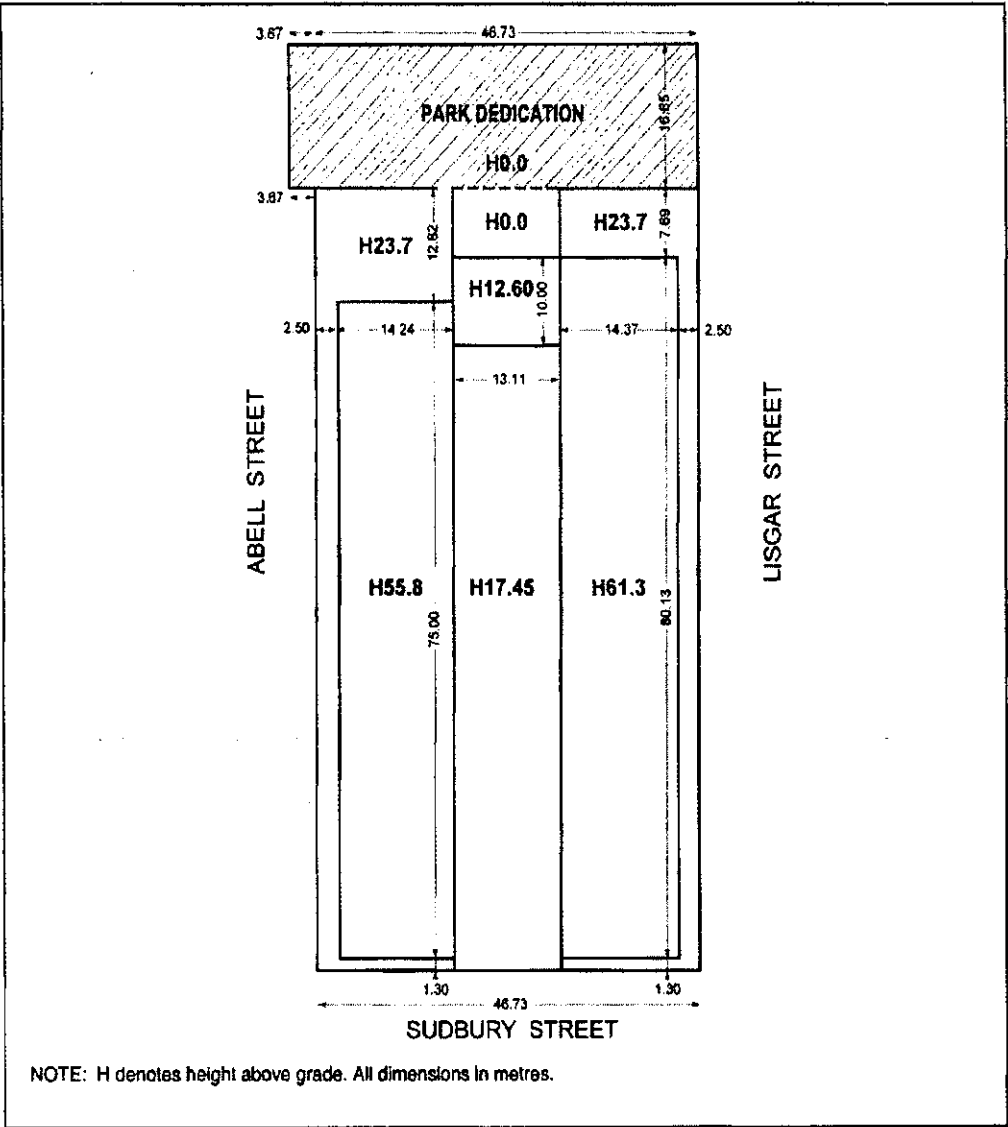 3.67 46.73
PARK DEDICATION
16.65
H0.0
3.67
H23.7
12.82
H0.0
H23.7
7.69
H12.60
10.00
2.50 14.24 14.37 2.50
13.11
ABELL STREET
LISGAR STREET
H55.8
H17.45
H61.3
75.00
80.13
1.30 1.30
46.73
SUDBURY STREET
NOTE: H denotes height above grade. All dimensions in metres.